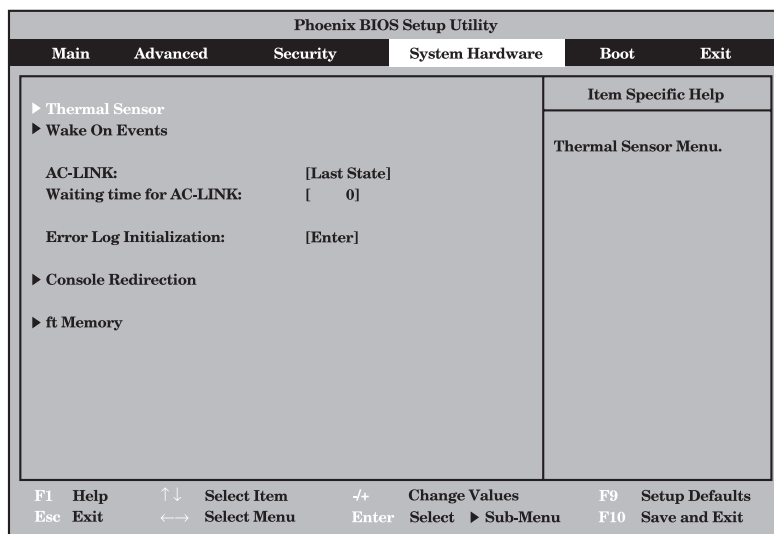 Phoenix BIOS Setup Utility
Main Advanced Security System Hardware Boot Exit
Item Specific Help
▶ Thermal Sensor
▶ Wake On Events
Thermal Sensor Menu.
AC-LINK: [Last State]
Waiting time for AC-LINK: [ 0]
Error Log Initialization: [Enter]
▶ Console Redirection
▶ ft Memory
F1 Help ↑↓ Select Item -/+ Change Values F9 Setup Defaults
Esc Exit ←→ Select Menu Enter Select ▶ Sub-Menu F10 Save and Exit